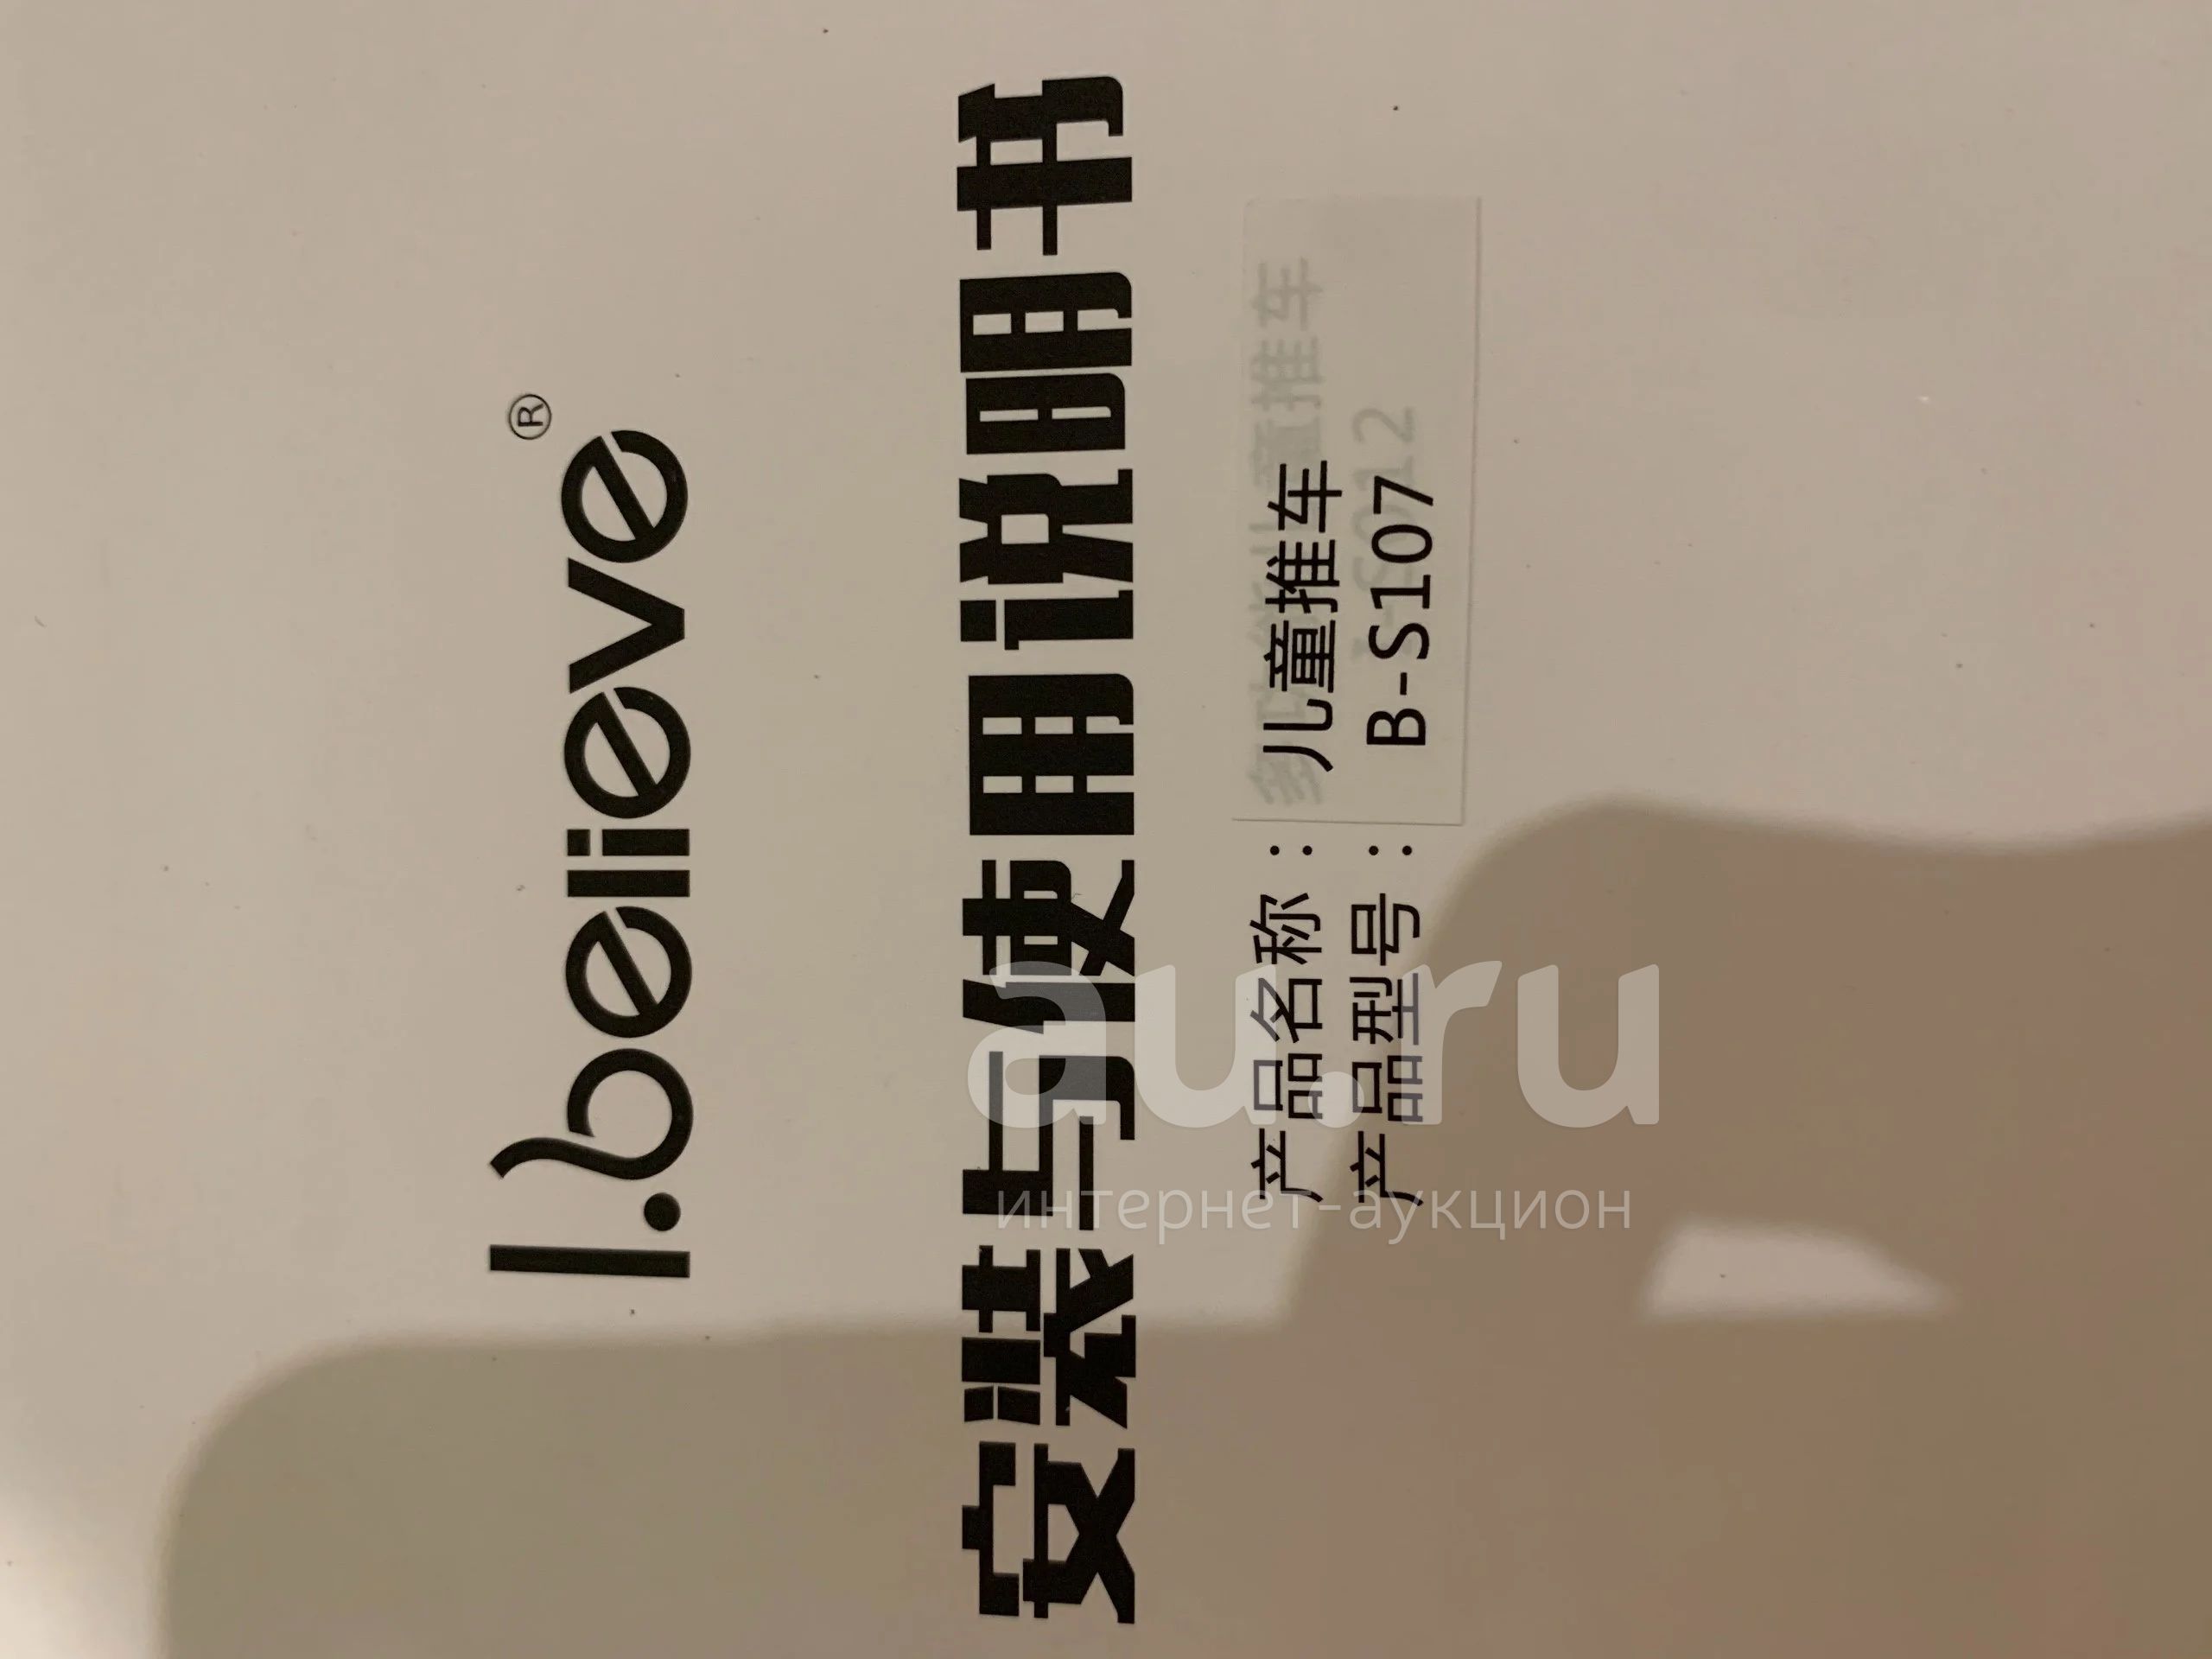 I.believe®
安装与使用说明书
产品名称：儿童推车
产品型号：B-S107
au.ru
интернет-аукцион